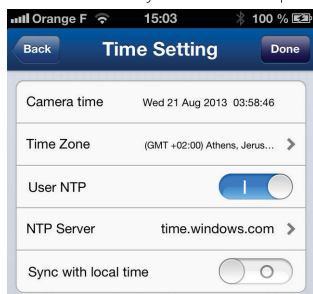 Orange F 15:03 100 %
Back Time Setting Done
Camera time Wed 21 Aug 2013 03:58:46
Time Zone (GMT +02:00) Athens, Jerus...
User NTP
NTP Server time.windows.com
Sync with local time